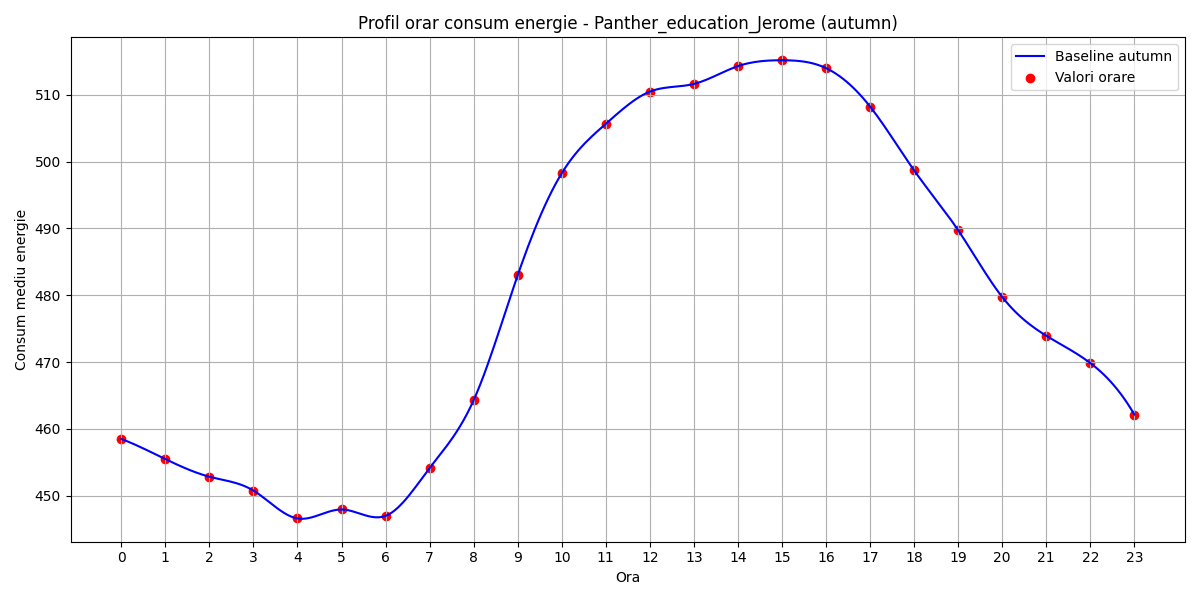 Profil orar consum energie - Panther_education_Jerome (autumn)
Baseline autumn
Valori orare
Consum mediu energie
510
500
490
480
470
460
450
0 1 2 3 4 5 6 7 8 9 10 11 12 13 14 15 16 17 18 19 20 21 22 23
Ora